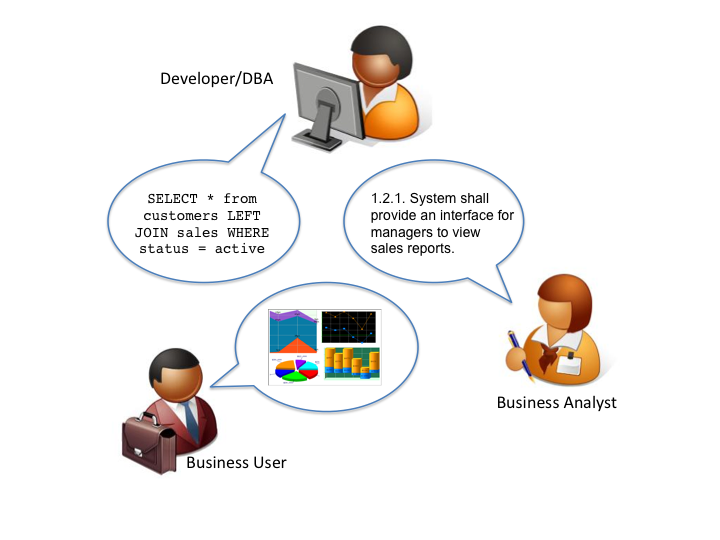 Developer/DBA
SELECT * from
customers LEFT
JOIN sales WHERE
status = active
1.2.1. System shall
provide an interface for
managers to view
sales reports.
Business Analyst
Business User